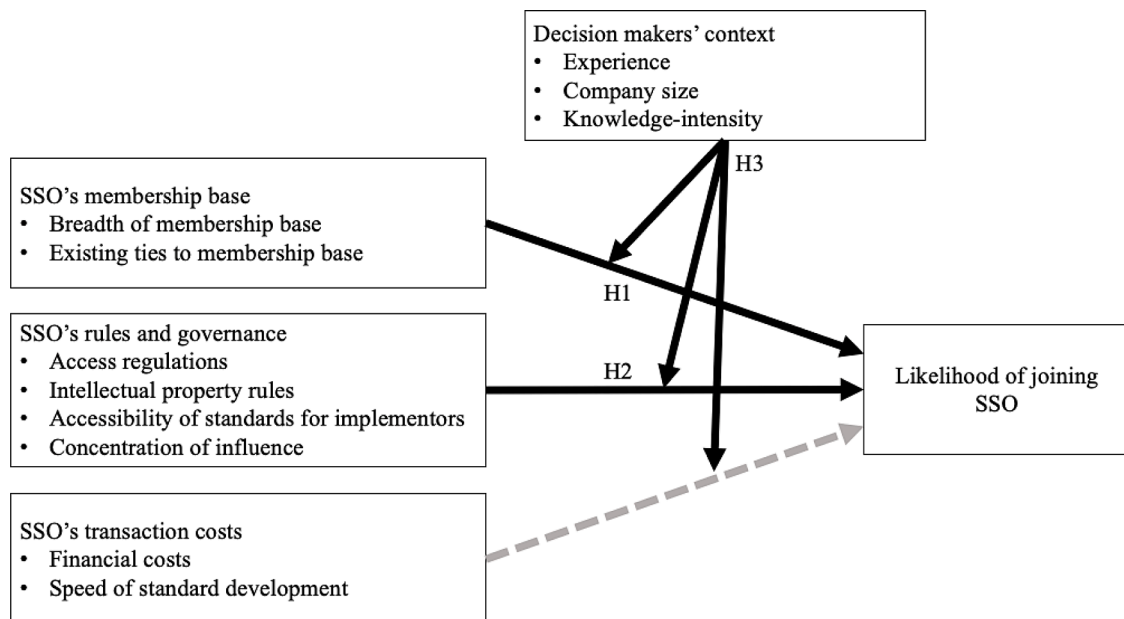 Decision makers’ context
• Experience
• Company size
• Knowledge-intensity
H3
SSO’s membership base
• Breadth of membership base
• Existing ties to membership base
H1
SSO’s rules and governance
• Access regulations
• Intellectual property rules
• Accessibility of standards for implementors
• Concentration of influence
H2
Likelihood of joining
SSO
SSO’s transaction costs
• Financial costs
• Speed of standard development